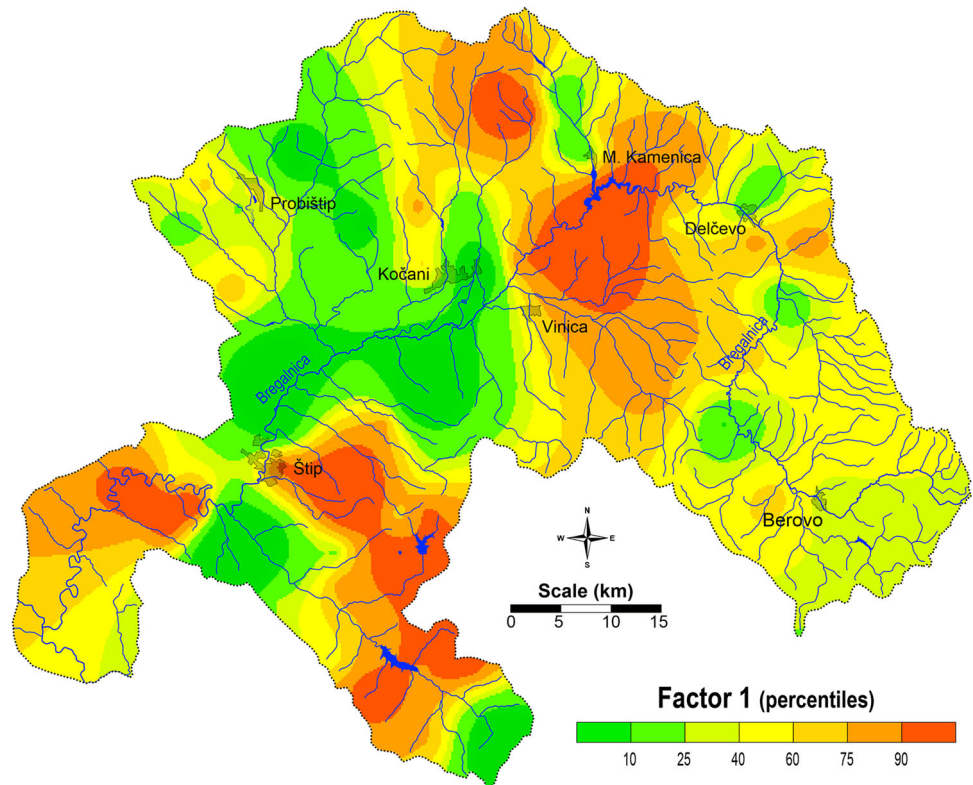 M. Kamenica
Probištip
Delčevo
Kočani
Vinica
Bregalnica
Bregalnica
Štip
Berovo
N
W E
S
Scale (km)
0 5 10 15
Factor 1 (percentiles)
10 25 40 60 75 90